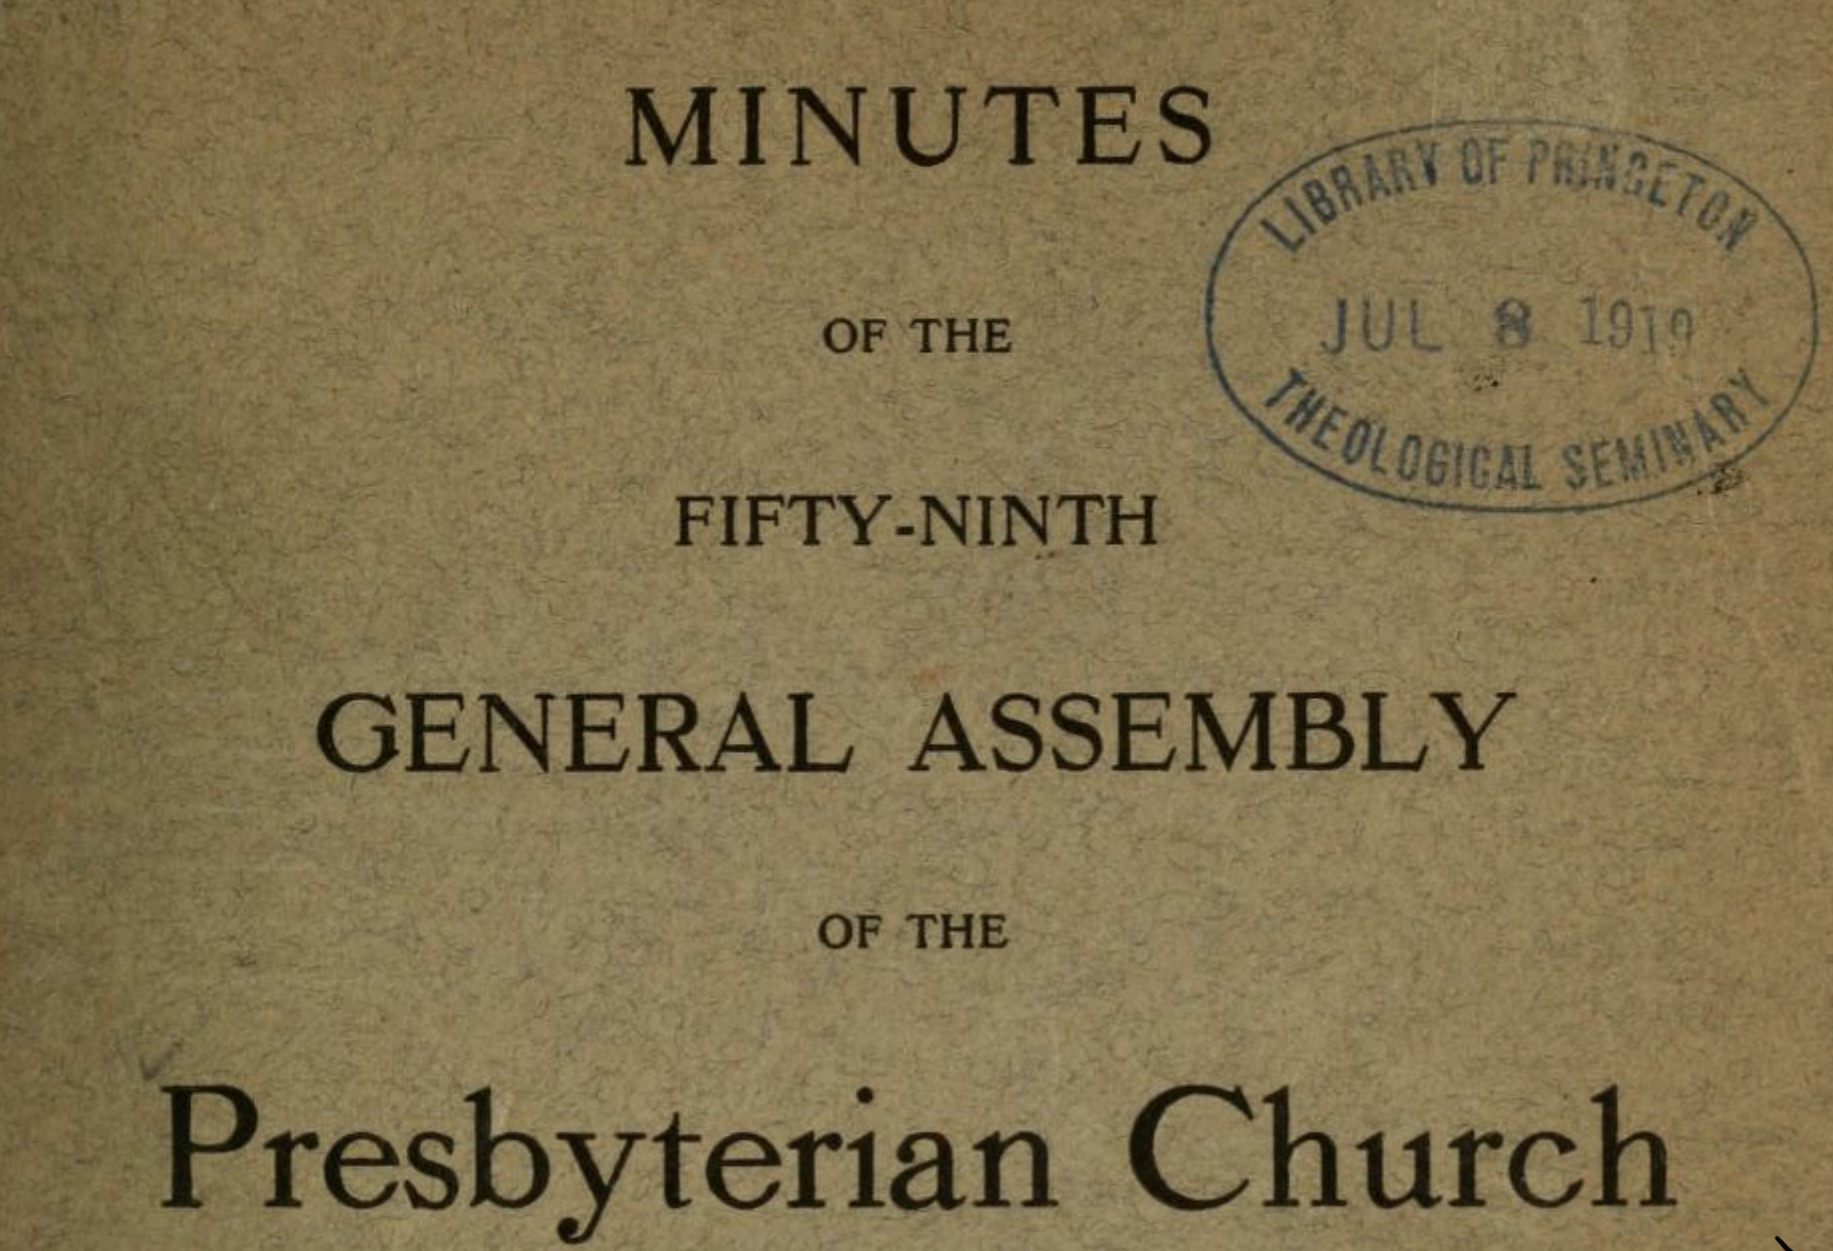 MINUTES
OF THE
LIBRARY OF PRINCETON
JUL 8 1919
THEOLOGICAL SEMINARY
FIFTY-NINTH
GENERAL ASSEMBLY
OF THE
Presbyterian Church